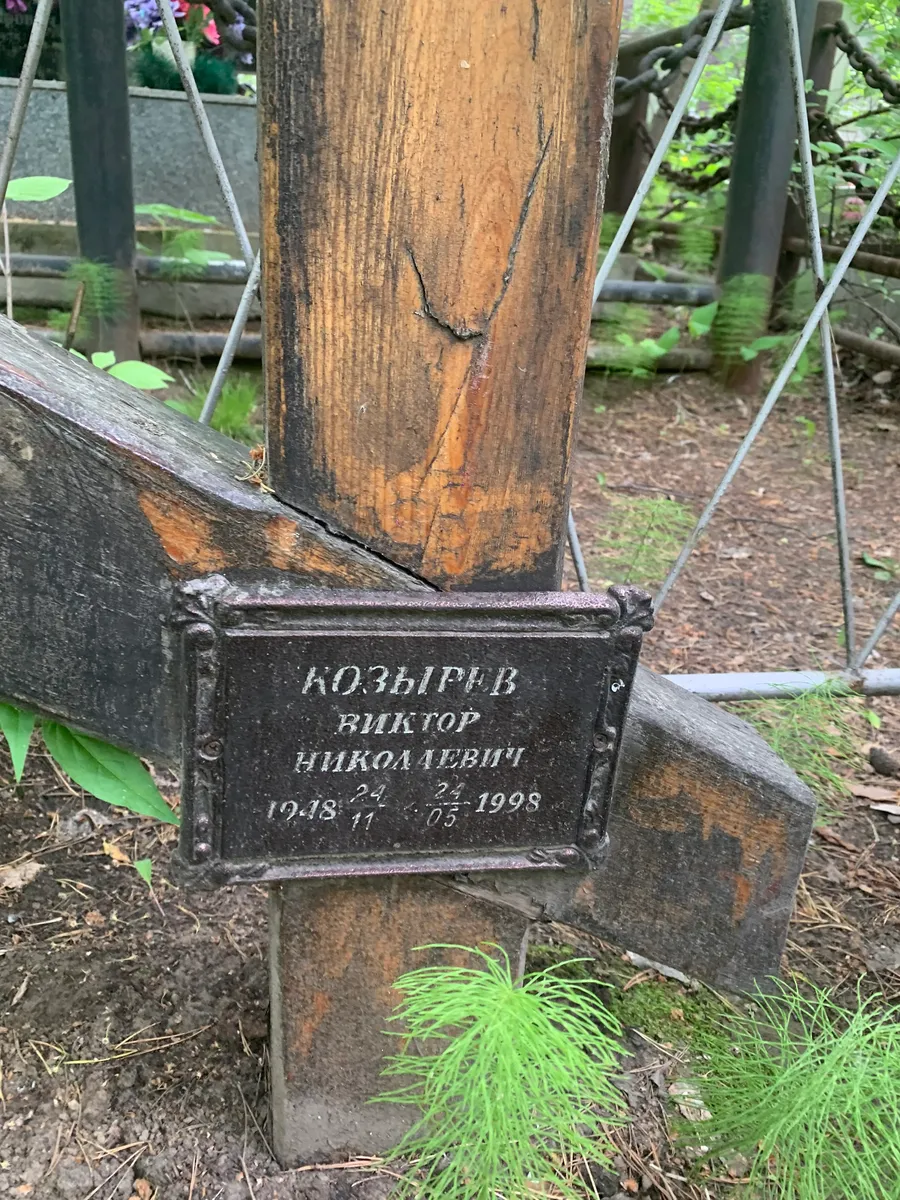 КОЗЫРЕВ
ВИКТОР
НИКОЛАЕВИЧ
1948 24/11 - 24/05 1998